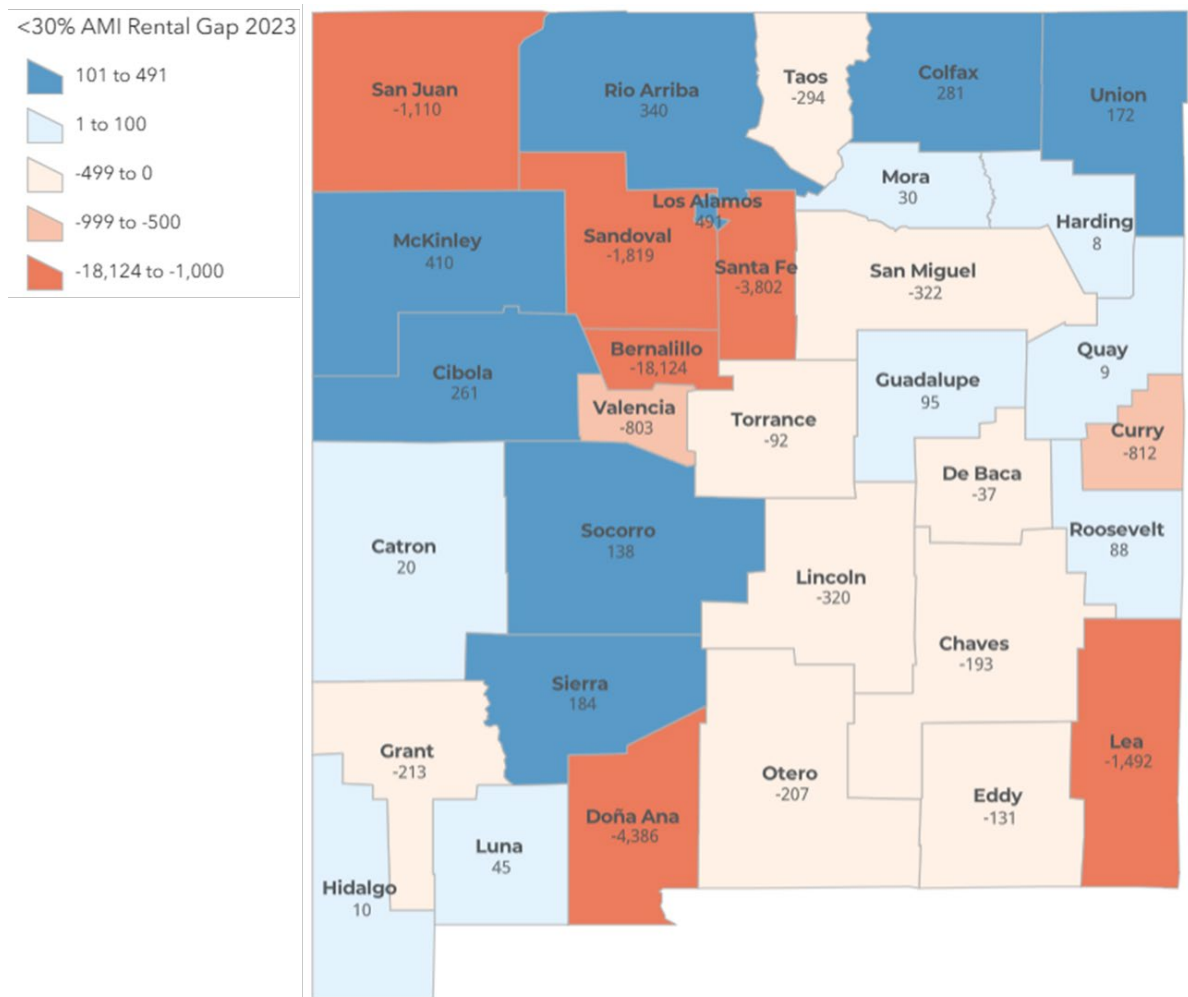 <30% AMI Rental Gap 2023
101 to 491
1 to 100
-499 to 0
-999 to -500
-18,124 to -1,000
San Juan
-1,110
Rio Arriba
340
Taos
-294
Colfax
281
Union
172
Mora
30
Harding
8
Los Alamos
491
McKinley
410
Sandoval
-1,819
Santa Fe
-3,802
San Miguel
-322
Bernalillo
-18,124
Quay
9
Cibola
261
Guadalupe
95
Valencia
-803
Torrance
-92
Curry
-812
De Baca
-37
Catron
20
Socorro
138
Roosevelt
88
Lincoln
-320
Chaves
-193
Sierra
184
Grant
-213
Lea
-1,492
Otero
-207
Eddy
-131
Doña Ana
-4,386
Luna
45
Hidalgo
10